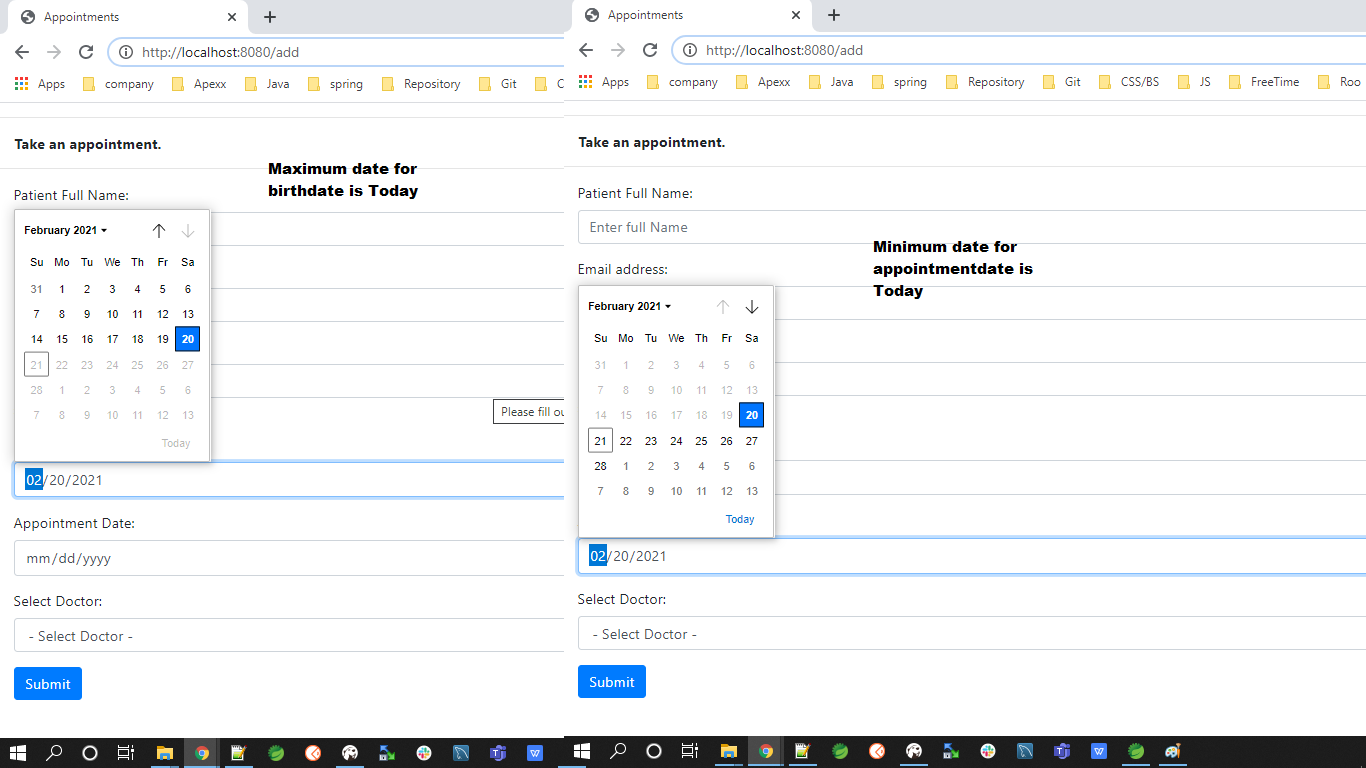 Appointments
http://localhost:8080/add
Apps company Apexx Java spring Repository Git C
Take an appointment.
Maximum date for
birthdate is Today
Patient Full Name:
February 2021
Su Mo Tu We Th Fr Sa
31 1 2 3 4 5 6
7 8 9 10 11 12 13
14 15 16 17 18 19 20
21 22 23 24 25 26 27
28 1 2 3 4 5 6
7 8 9 10 11 12 13
Today
Please fill ou
02/20/2021
Appointment Date:
mm/dd/yyyy
Select Doctor:
- Select Doctor -
Submit
Appointments
http://localhost:8080/add
Apps company Apexx Java spring Repository Git CSS/BS JS FreeTime Roo
Take an appointment.
Patient Full Name:
Enter full Name
Minimum date for
appointmentdate is
Today
Email address:
February 2021
Su Mo Tu We Th Fr Sa
31 1 2 3 4 5 6
7 8 9 10 11 12 13
14 15 16 17 18 19 20
21 22 23 24 25 26 27
28 1 2 3 4 5 6
7 8 9 10 11 12 13
Today
02/20/2021
Select Doctor:
- Select Doctor -
Submit